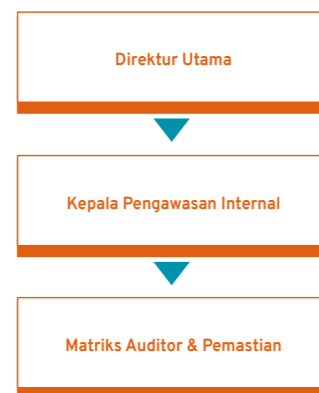 Direktur Utama
Kepala Pengawasan Internal
Matriks Auditor & Pemastian